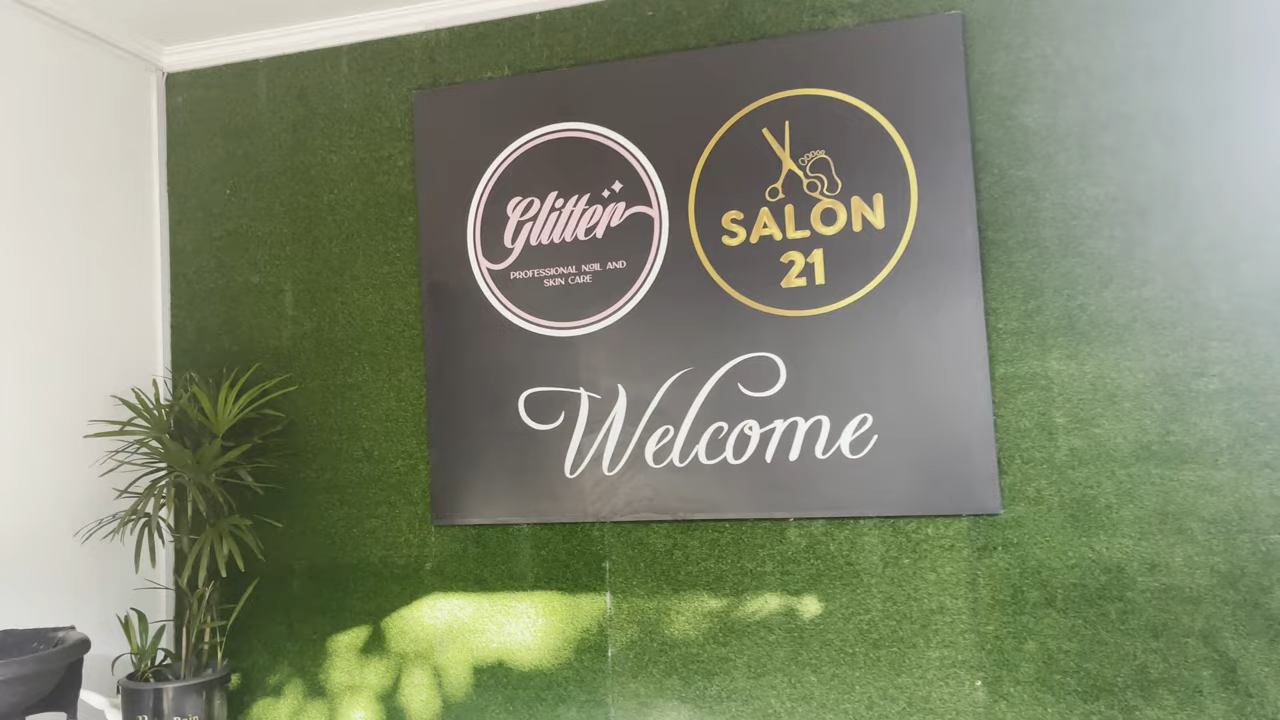 Glitter
PROFESSIONAL NAIL AND
SKIN CARE
SALON
21
Welcome